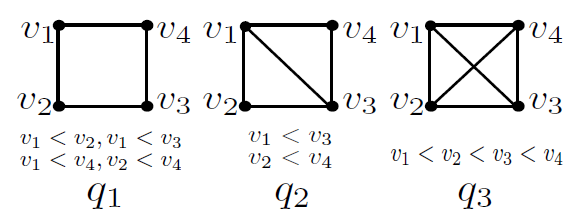 v₁ v₄ v₁ v₄ v₁ v₄
v₂ v₃ v₂ v₃ v₂ v₃
v₁ < v₂, v₁ < v₃
v₁ < v₄, v₂ < v₄
q₁
v₁ < v₃
v₂ < v₄
q₂
v₁ < v₂ < v₃ < v₄
q₃